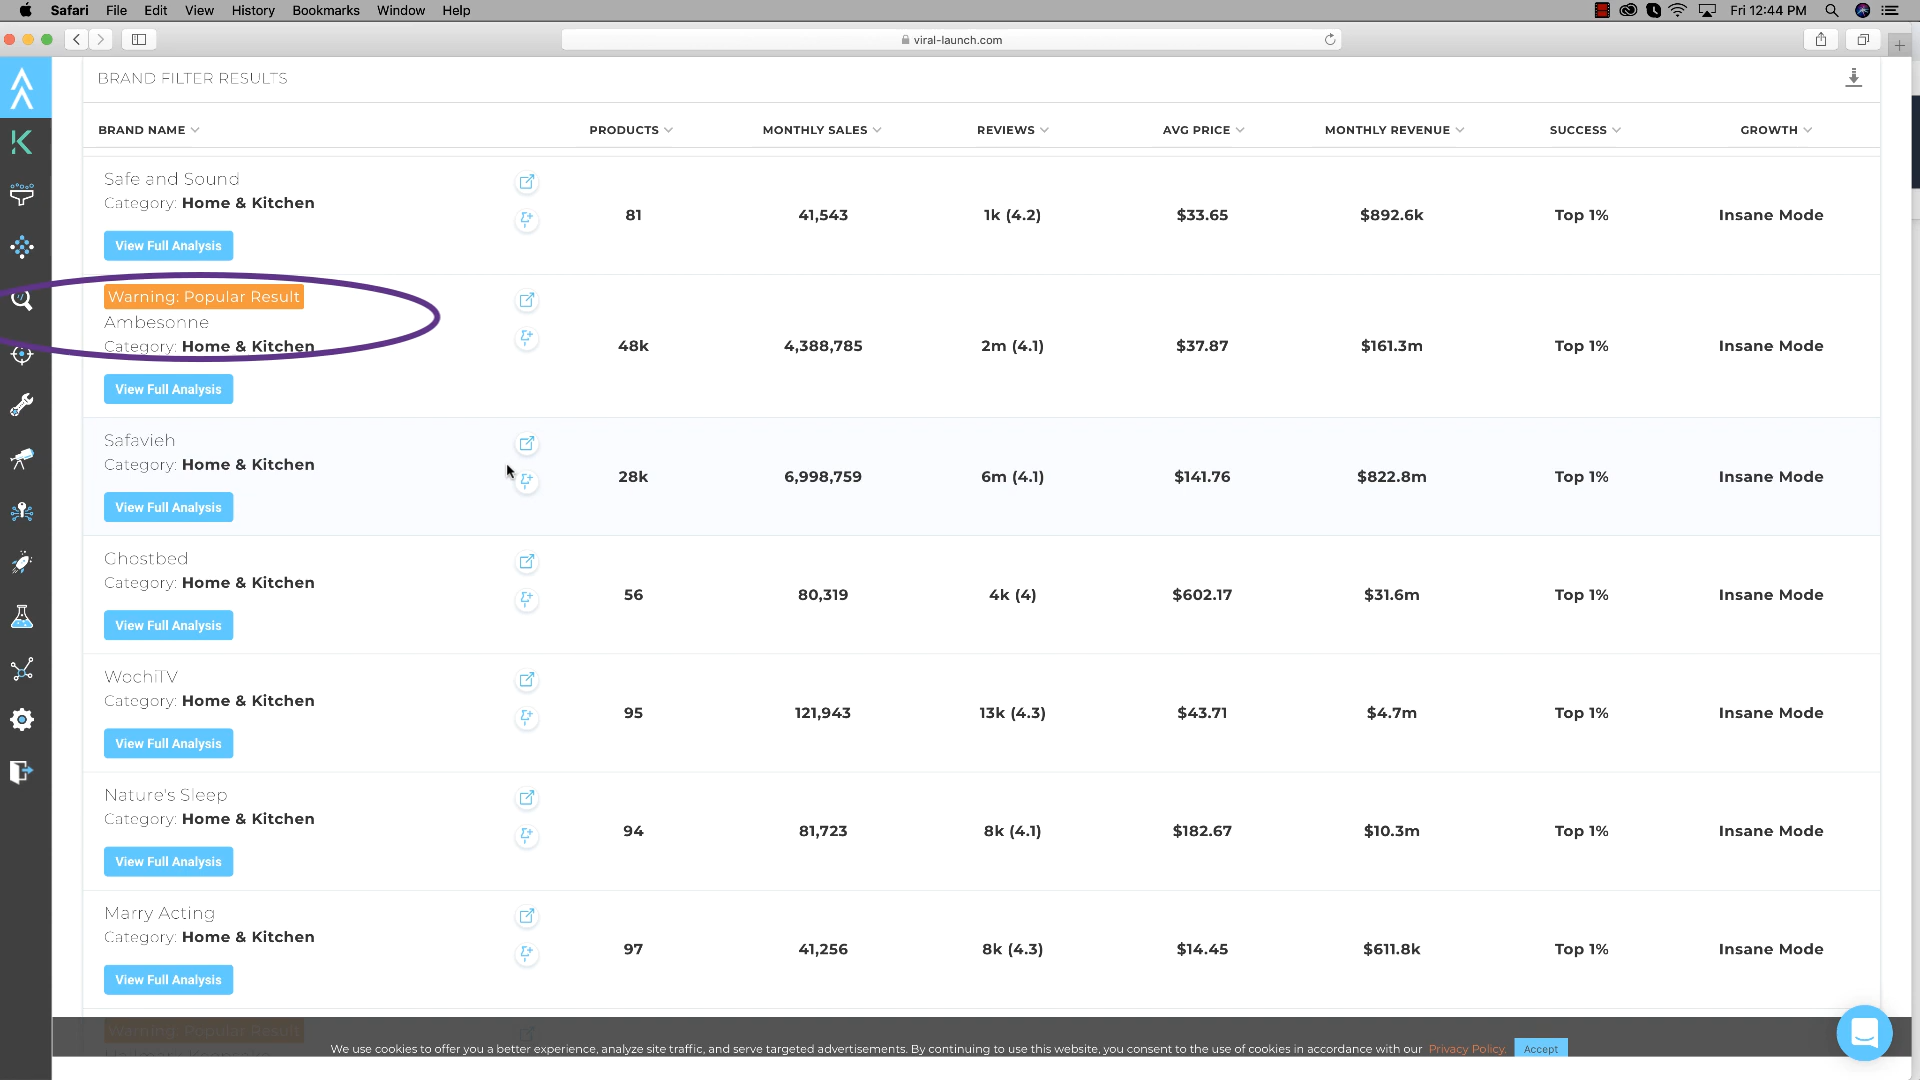 Safari File Edit View History Bookmarks Window Help Fri 12:44 PM
viral-launch.com
BRAND FILTER RESULTS
BRAND NAME PRODUCTS MONTHLY SALES REVIEWS AVG PRICE MONTHLY REVENUE SUCCESS GROWTH
Safe and Sound
Category: Home & Kitchen
81 41,543 1k (4.2) $33.65 $892.6k Top 1% Insane Mode
View Full Analysis
Warning: Popular Result
Ambesonne
Category: Home & Kitchen
48k 4,388,785 2m (4.1) $37.87 $161.3m Top 1% Insane Mode
View Full Analysis
Safavieh
Category: Home & Kitchen
28k 6,998,759 6m (4.1) $141.76 $822.8m Top 1% Insane Mode
View Full Analysis
Ghostbed
Category: Home & Kitchen
56 80,319 4k (4) $602.17 $31.6m Top 1% Insane Mode
View Full Analysis
WochiTV
Category: Home & Kitchen
95 121,943 13k (4.3) $43.71 $4.7m Top 1% Insane Mode
View Full Analysis
Nature's Sleep
Category: Home & Kitchen
94 81,723 8k (4.1) $182.67 $10.3m Top 1% Insane Mode
View Full Analysis
Marry Acting
Category: Home & Kitchen
97 41,256 8k (4.3) $14.45 $611.8k Top 1% Insane Mode
View Full Analysis
Warning: Popular Result
We use cookies to offer you a better experience, analyze site traffic, and serve targeted advertisements. By continuing to use this website, you consent to the use of cookies in accordance with our Privacy Policy. Accept